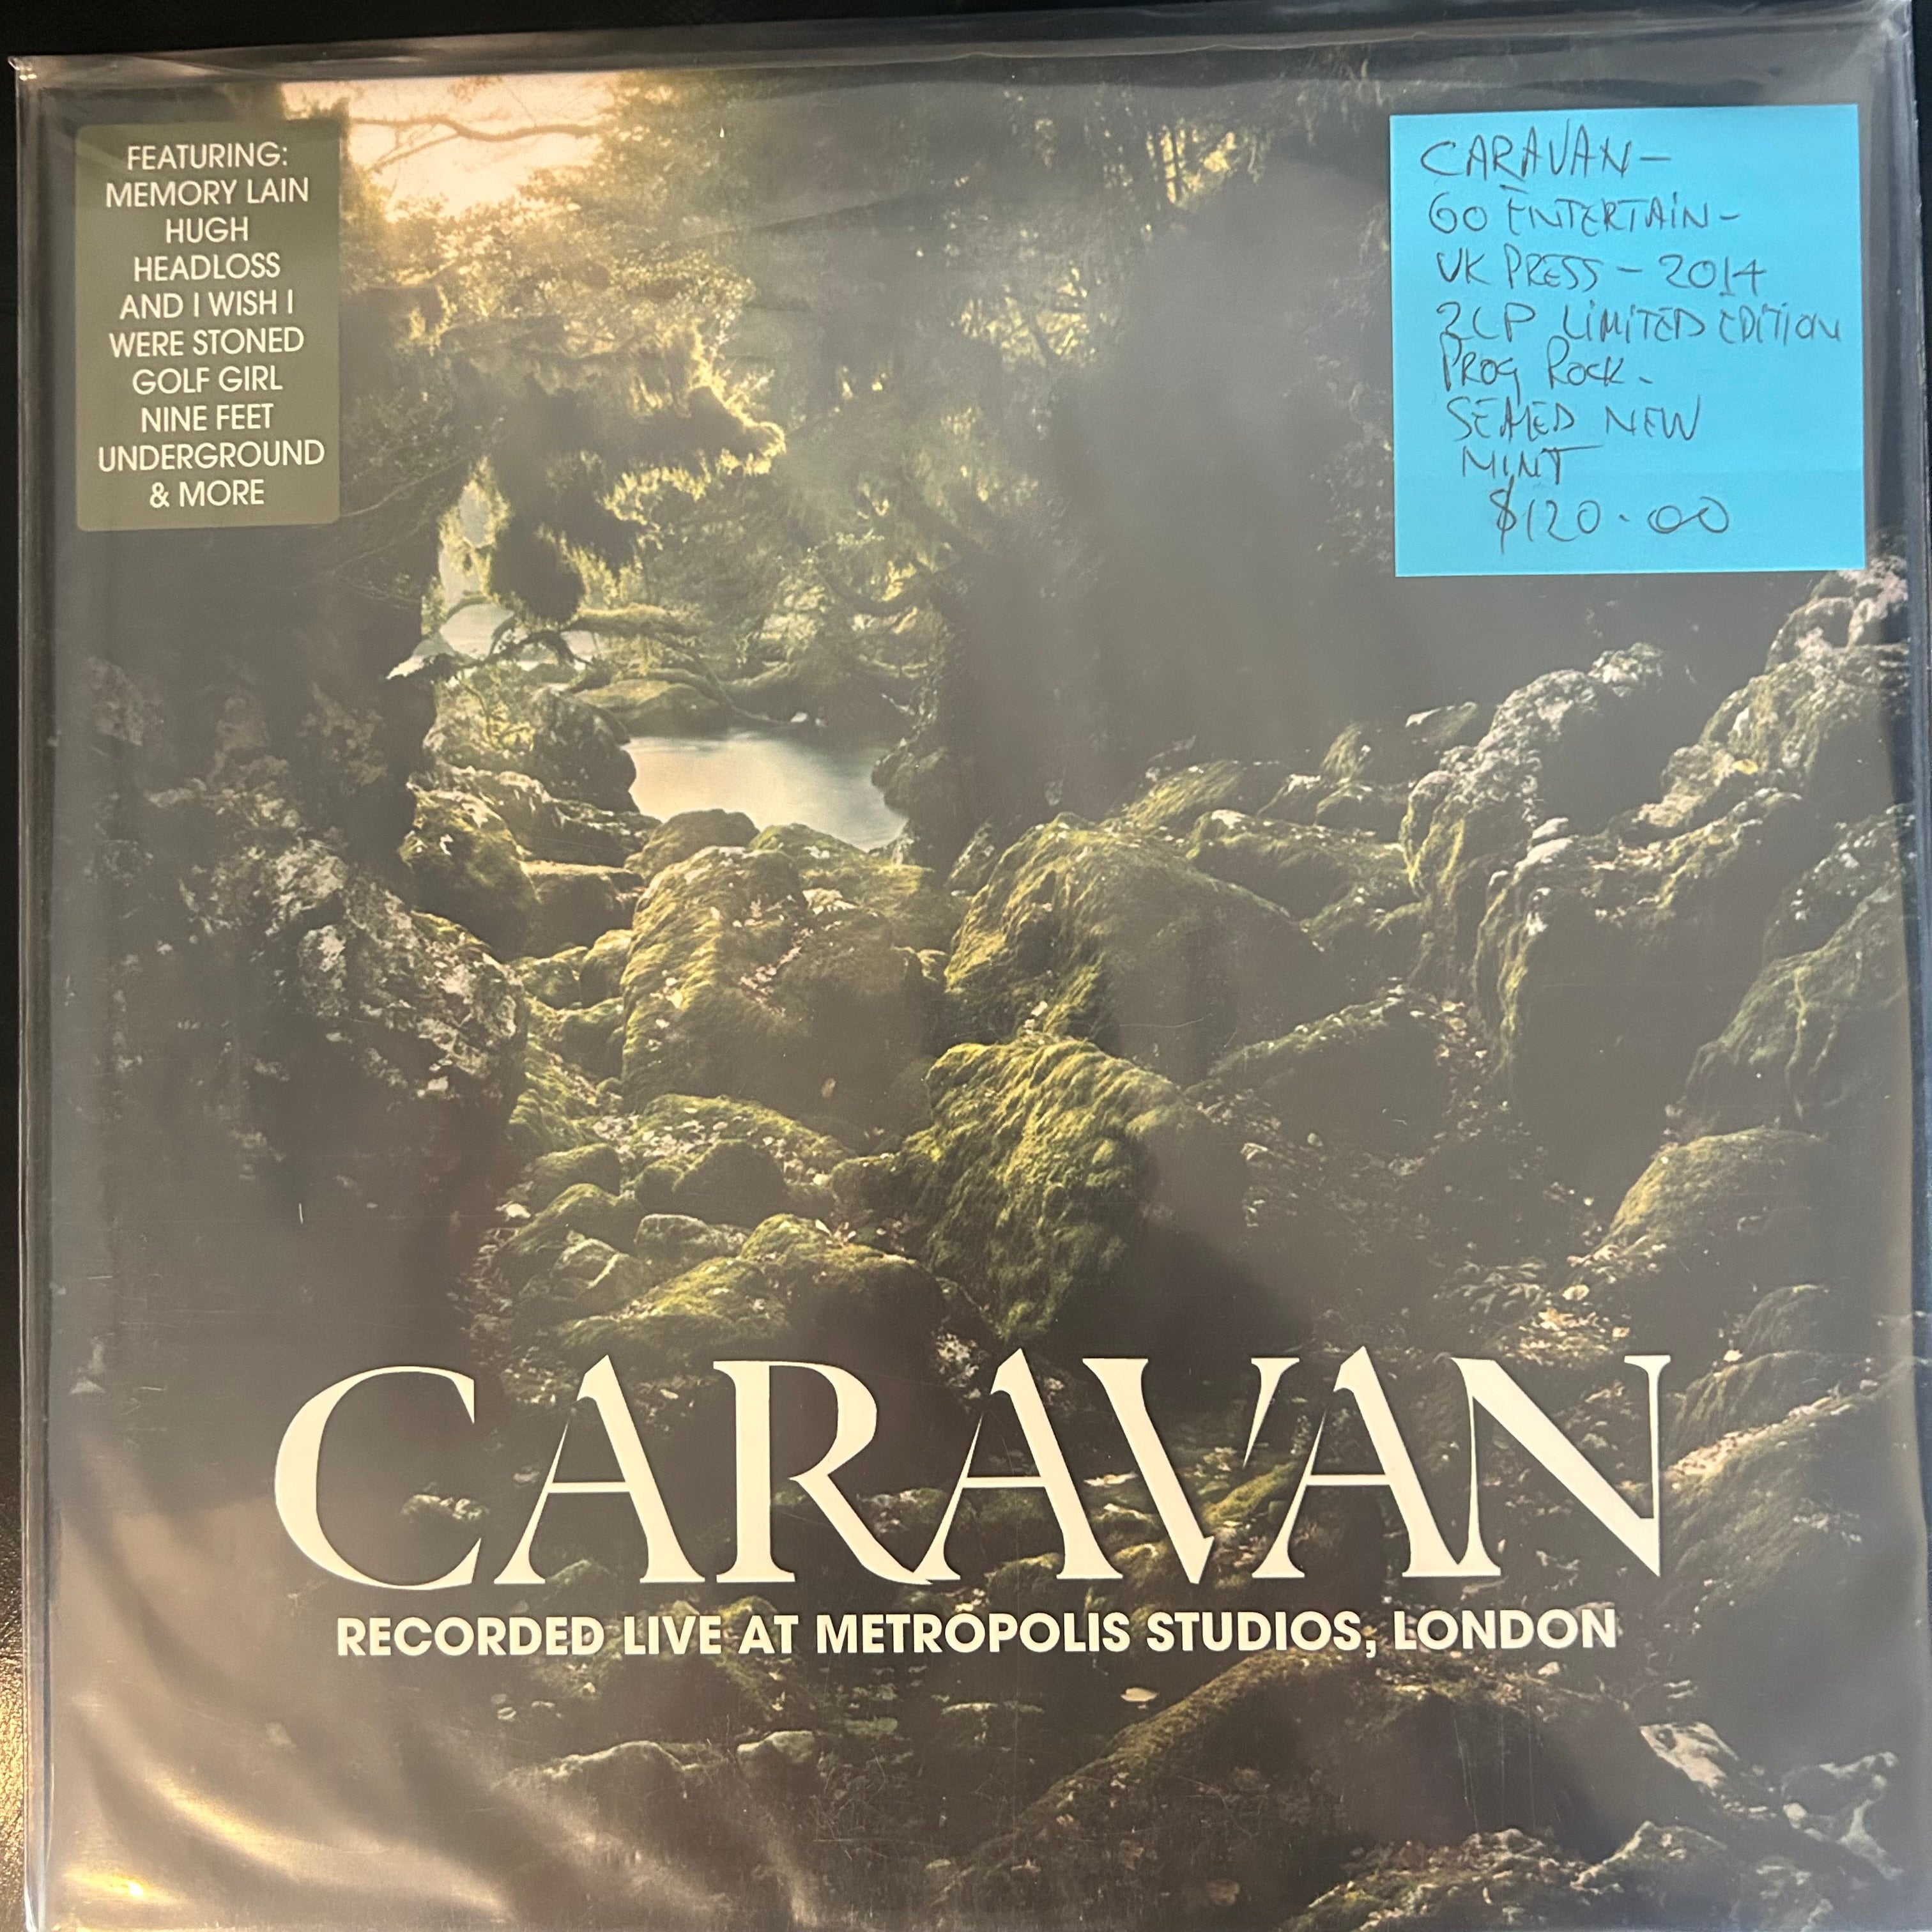 FEATURING:
MEMORY LAIN
HUGH
HEADLOSS
AND I WISH I
WERE STONED
GOLF GIRL
NINE FEET
UNDERGROUND
& MORE
CARAVAN-
GO ENTERTAIN-
UK PRESS - 2014
2LP LIMITED EDITION
PROG ROCK.
SEALED NEW
MINT
$120.00
CARAVAN
RECORDED LIVE AT METROPOLIS STUDIOS, LONDON